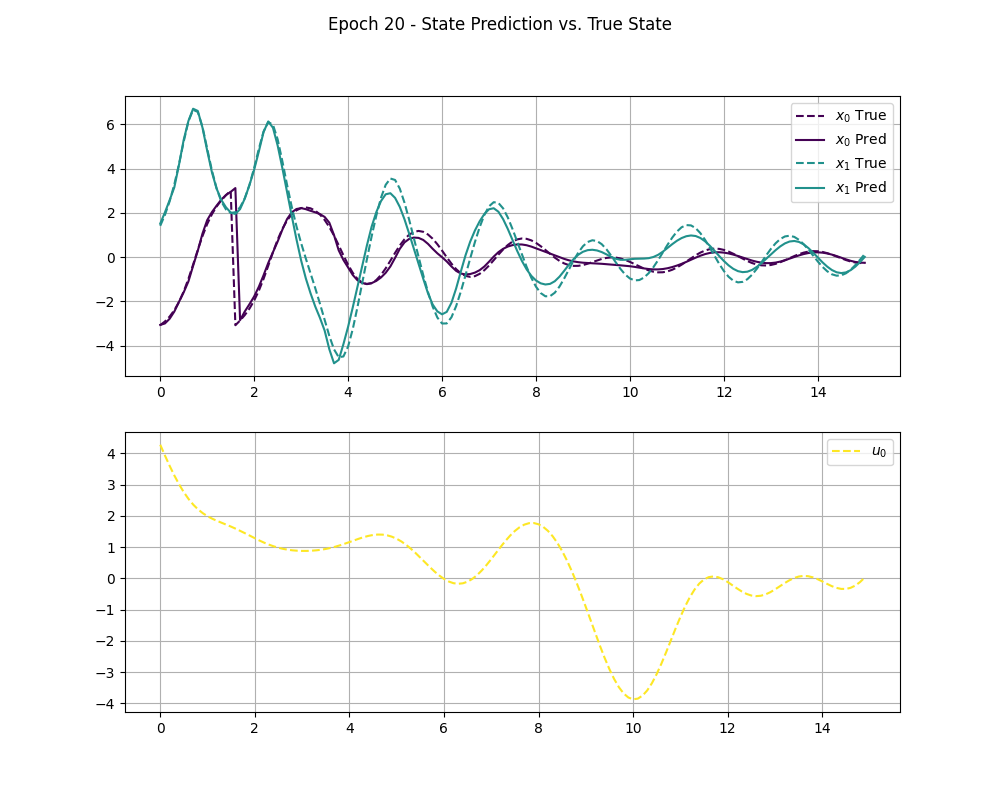 Epoch 20 - State Prediction vs. True State
6
4
2
0
−2
−4
x₀ True
x₀ Pred
x₁ True
x₁ Pred
0 2 4 6 8 10 12 14
4
3
2
1
0
−1
−2
−3
−4
u₀
0 2 4 6 8 10 12 14